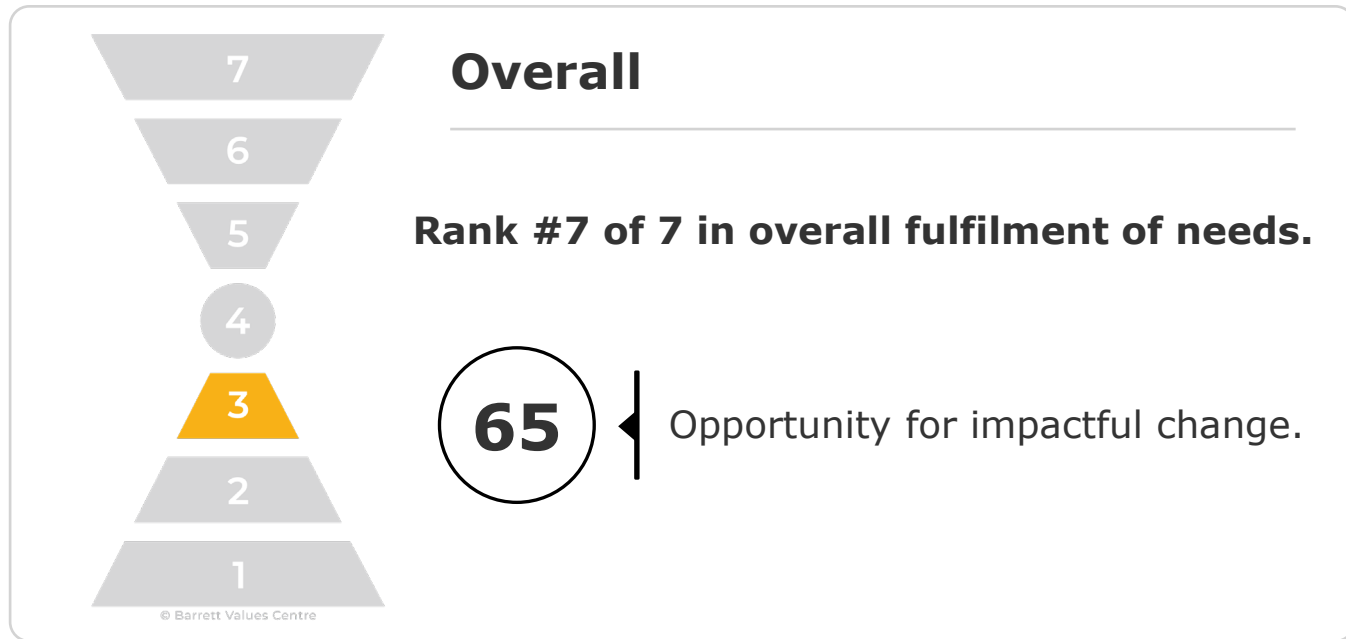 7
6
5
4
3
2
1
© Barrett Values Centre
Overall
Rank #7 of 7 in overall fulfilment of needs.
65
Opportunity for impactful change.